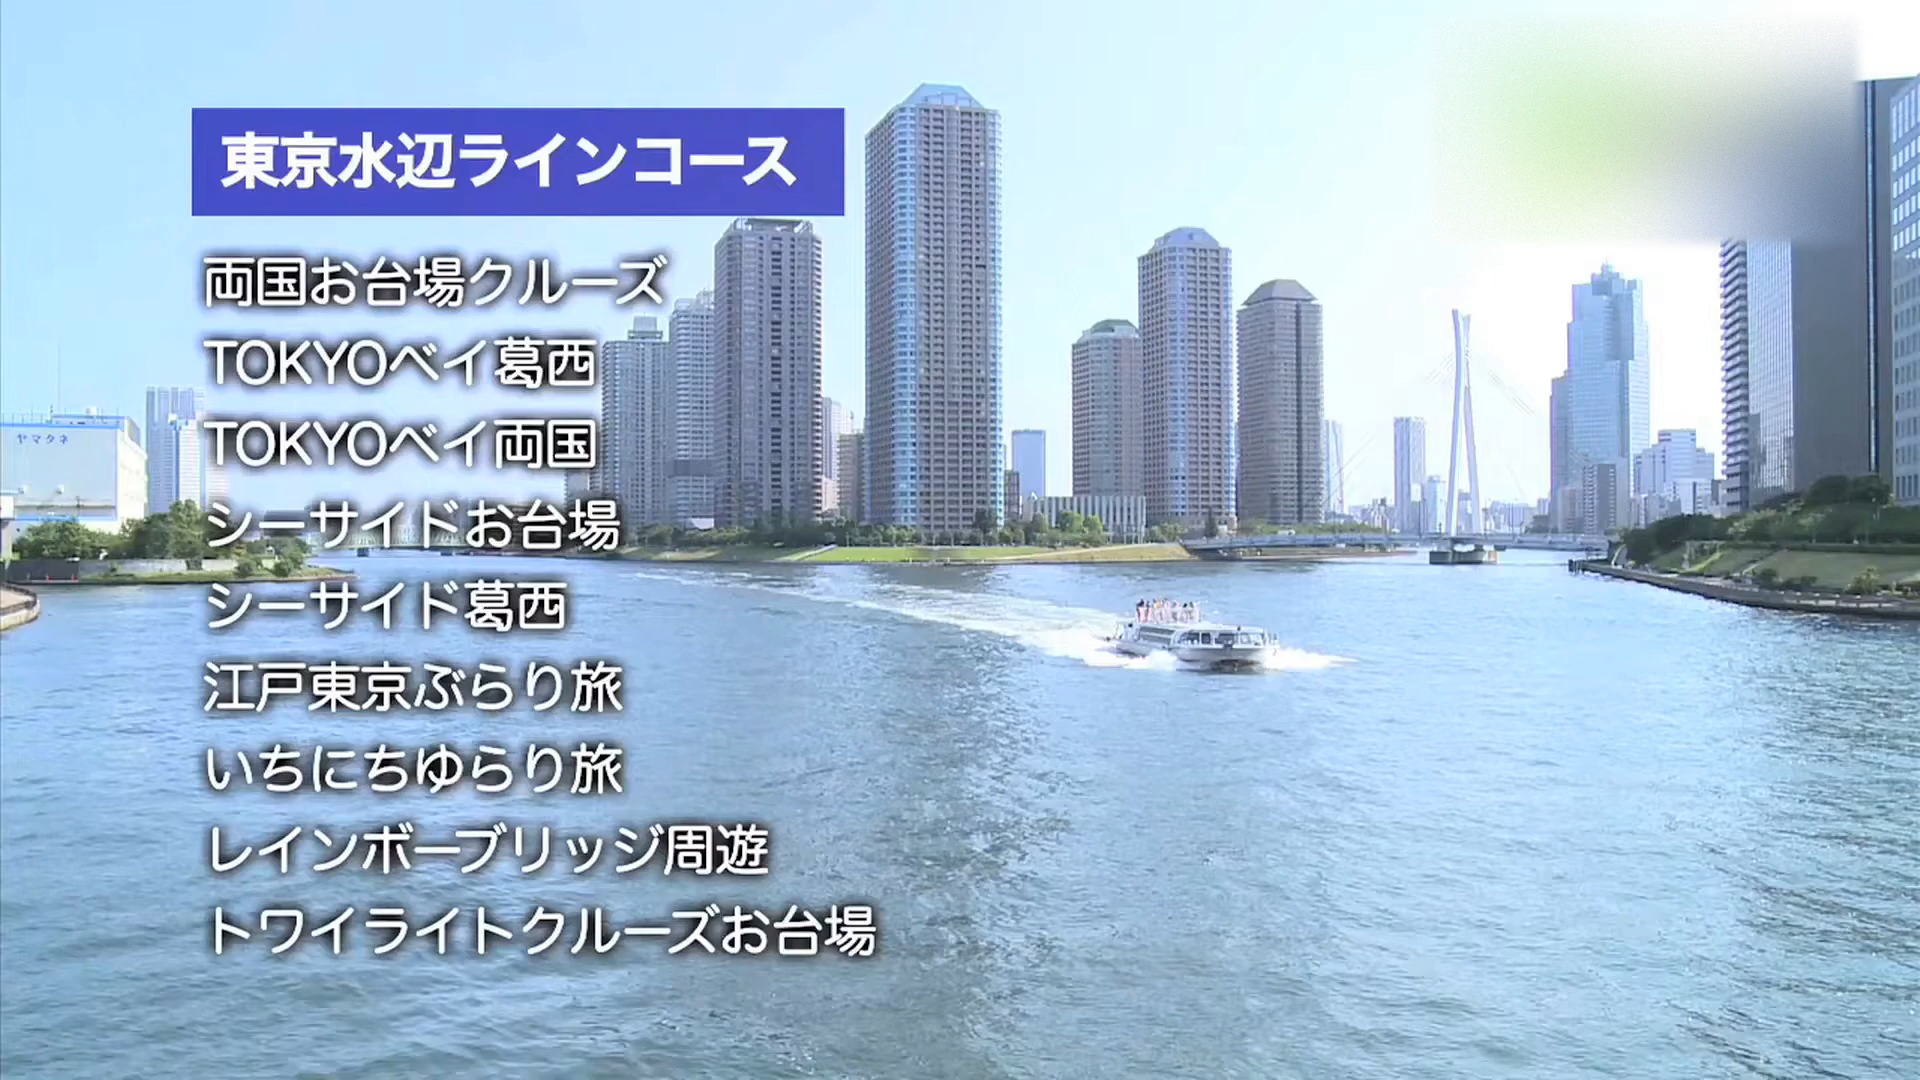 東京水辺ラインコース
両国お台場クルーズ
TOKYOベイ葛西
TOKYOベイ両国
シーサイドお台場
シーサイド葛西
江戸東京ぶらり旅
いちにちゆらり旅
レインボーブリッジ周遊
トワイライトクルーズお台場
ヤマタネ